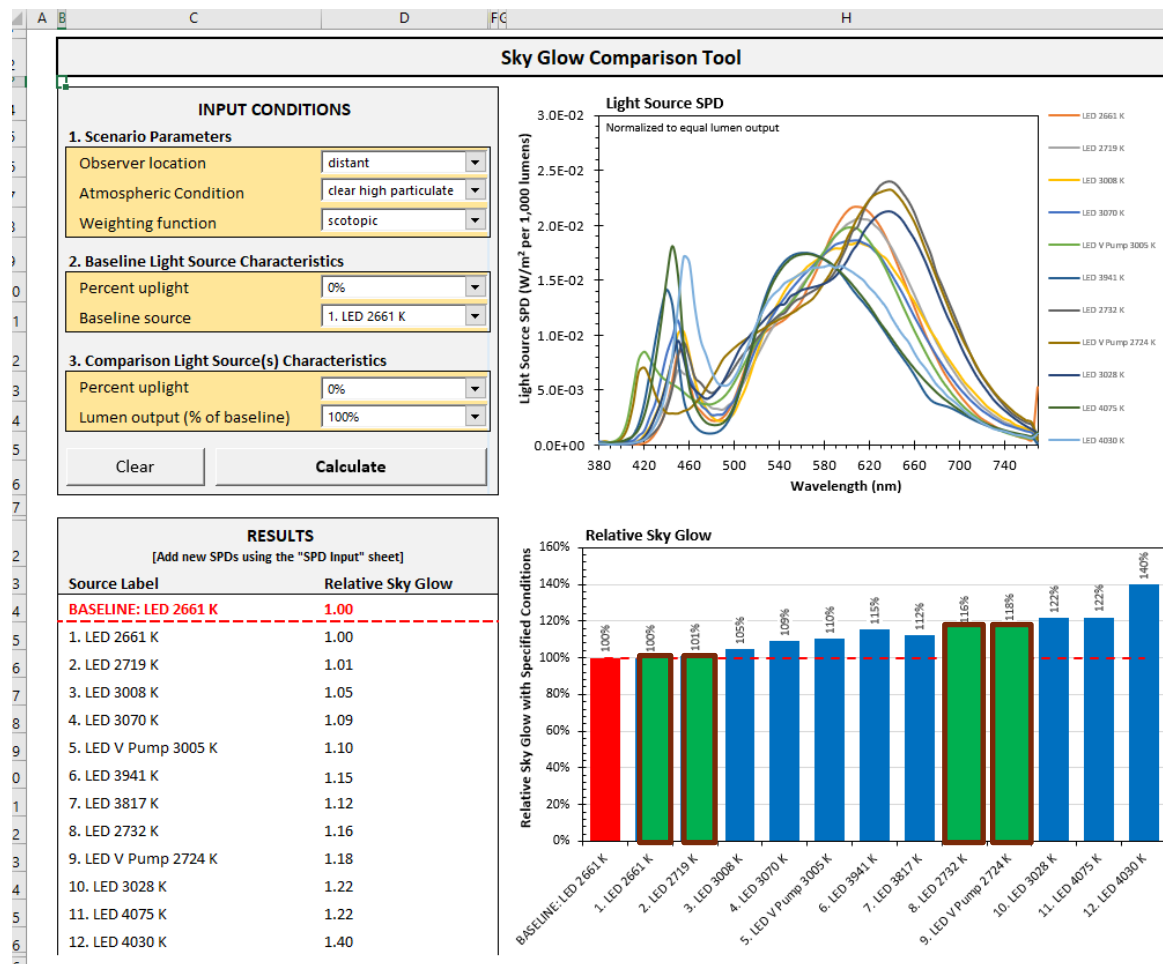 A B C D F G H
Sky Glow Comparison Tool
INPUT CONDITIONS
1. Scenario Parameters
Observer location distant
Atmospheric Condition clear high particulate
Weighting function scotopic
2. Baseline Light Source Characteristics
Percent uplight 0%
Baseline source 1. LED 2661 K
3. Comparison Light Source(s) Characteristics
Percent uplight 0%
Lumen output (% of baseline) 100%
Clear Calculate
Light Source SPD
Normalized to equal lumen output
Light Source SPD (W/m² per 1,000 lumens)
3.0E-02
2.5E-02
2.0E-02
1.5E-02
1.0E-02
5.0E-03
0.0E+00
380 420 460 500 540 580 620 660 700 740
Wavelength (nm)
LED 2661 K
LED 2719 K
LED 3008 K
LED 3070 K
LED V Pump 3005 K
LED 3941 K
LED 2732 K
LED V Pump 2724 K
LED 3028 K
LED 4075 K
LED 4030 K
RESULTS
[Add new SPDs using the "SPD Input" sheet]
Source Label Relative Sky Glow
BASELINE: LED 2661 K 1.00
1. LED 2661 K 1.00
2. LED 2719 K 1.01
3. LED 3008 K 1.05
4. LED 3070 K 1.09
5. LED V Pump 3005 K 1.10
6. LED 3941 K 1.15
7. LED 3817 K 1.12
8. LED 2732 K 1.16
9. LED V Pump 2724 K 1.18
10. LED 3028 K 1.22
11. LED 4075 K 1.22
12. LED 4030 K 1.40
Relative Sky Glow
Relative Sky Glow with Specified Conditions
160%
140%
120%
100%
80%
60%
40%
20%
0%
100% 100% 101% 105% 109% 110% 115% 112% 116% 118% 122% 122% 140%
BASELINE: LED 2661 K
1. LED 2661 K
2. LED 2719 K
3. LED 3008 K
4. LED 3070 K
5. LED V Pump 3005 K
6. LED 3941 K
7. LED 3817 K
8. LED 2732 K
9. LED V Pump 2724 K
10. LED 3028 K
11. LED 4075 K
12. LED 4030 K